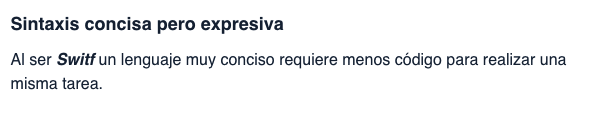 Sintaxis concisa pero expresiva
Al ser Switf un lenguaje muy conciso requiere menos código para realizar una
misma tarea.